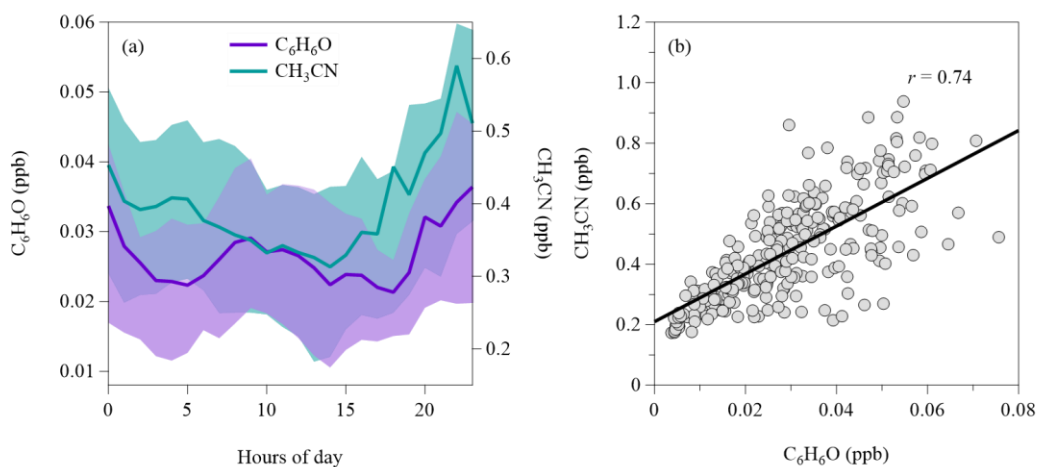 (a)
C₆H₆O
CH₃CN
C₆H₆O (ppb)
0.06
0.05
0.04
0.03
0.02
0.01
0
5
10
15
20
Hours of day
0.6
0.5
0.4
0.3
0.2
CH₃CN (ppb)
(b)
r = 0.74
CH₃CN (ppb)
1.2
1.0
0.8
0.6
0.4
0.2
0
0
0.02
0.04
0.06
0.08
C₆H₆O (ppb)